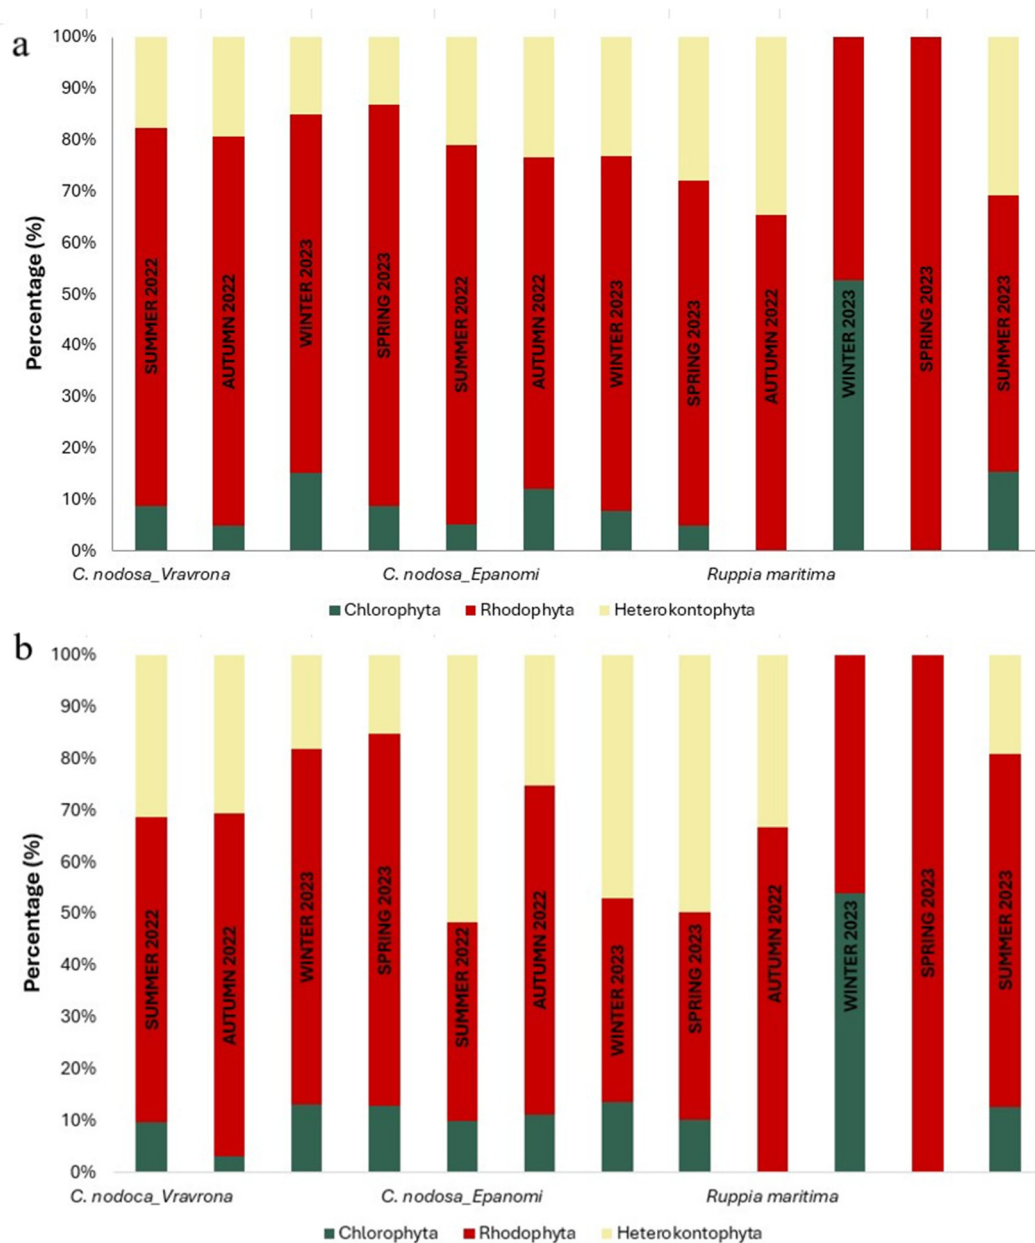 a
Percentage (%)
100%
90%
80%
70%
60%
50%
40%
30%
20%
10%
0%
SUMMER 2022
AUTUMN 2022
WINTER 2023
SPRING 2023
SUMMER 2022
AUTUMN 2022
WINTER 2023
SPRING 2023
AUTUMN 2022
WINTER 2023
SPRING 2023
SUMMER 2023
C. nodosa_Vravrona C. nodosa_Epanomi Ruppia maritima
Chlorophyta Rhodophyta Heterokontophyta
b
Percentage (%)
100%
90%
80%
70%
60%
50%
40%
30%
20%
10%
0%
SUMMER 2022
AUTUMN 2022
WINTER 2023
SPRING 2023
SUMMER 2022
AUTUMN 2022
WINTER 2023
SPRING 2023
AUTUMN 2022
WINTER 2023
SPRING 2023
SUMMER 2023
C. nodoca_Vravrona C. nodosa_Epanomi Ruppia maritima
Chlorophyta Rhodophyta Heterokontophyta